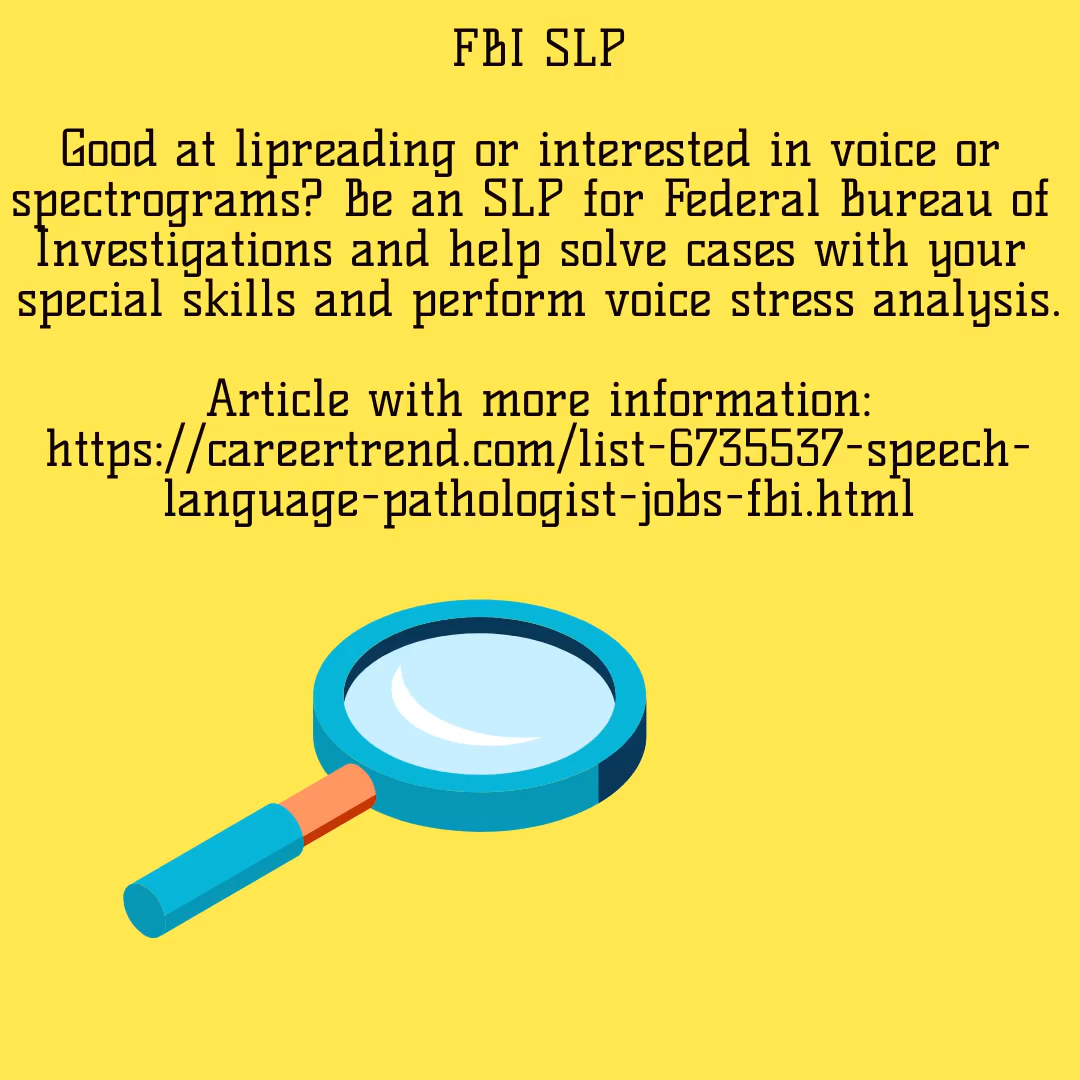 FBI SLP
Good at lipreading or interested in voice or
spectrograms? Be an SLP for Federal Bureau of
Investigations and help solve cases with your
special skills and perform voice stress analysis.
Article with more information:
https://careertrend.com/list-6735537-speech-
language-pathologist-jobs-fbi.html